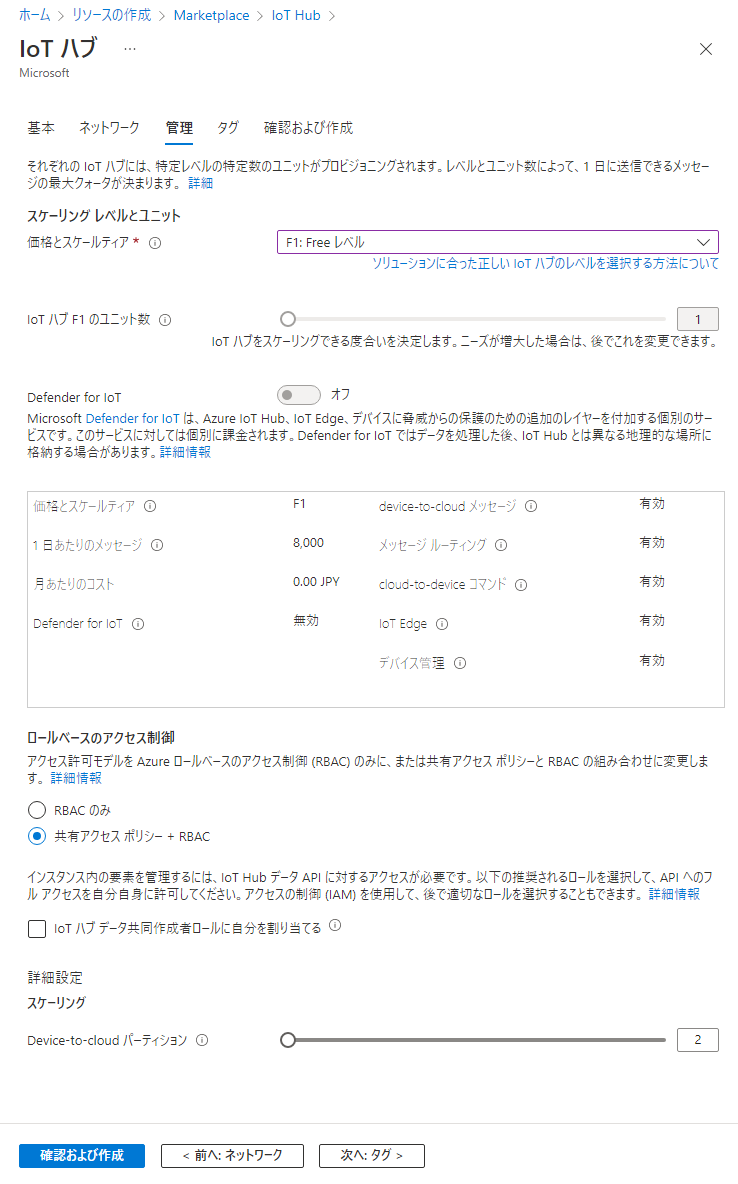 ホーム > リソースの作成 > Marketplace > IoT Hub >
IoT ハブ ...
Microsoft
基本 ネットワーク 管理 タグ 確認および作成
それぞれの IoT ハブには、特定レベルの特定数のユニットがプロビジョニングされます。レベルとユニット数によって、1 日に送信できるメッセー
ジの最大クォータが決まります。 詳細
スケーリング レベルとユニット
価格とスケールティア *
F1: Free レベル
ソリューションに合った正しい IoT ハブのレベルを選択する方法について
IoT ハブ F1 のユニット数
1
IoT ハブをスケーリングできる度合いを決定します。ニーズが増大した場合は、後でこれを変更できます。
Defender for IoT
オフ
Microsoft Defender for IoT は、Azure IoT Hub、IoT Edge、デバイスに脅威からの保護のための追加のレイヤーを付加する個別のサー
ビスです。このサービスに対しては個別に課金されます。Defender for IoT ではデータを処理した後、IoT Hub とは異なる地理的な場所に
格納する場合があります。詳細情報
価格とスケールティア F1 device-to-cloud メッセージ 有効
1 日あたりのメッセージ 8,000 メッセージ ルーティング 有効
月あたりのコスト 0.00 JPY cloud-to-device コマンド 有効
Defender for IoT 無効 IoT Edge 有効
デバイス管理 有効
ロールベースのアクセス制御
アクセス許可モデルを Azure ロールベースのアクセス制御 (RBAC) のみに、または共有アクセス ポリシーと RBAC の組み合わせに変更しま
す。 詳細情報
RBAC のみ
共有アクセス ポリシー + RBAC
インスタンス内の要素を管理するには、IoT Hub データ API に対するアクセスが必要です。以下の推奨されるロールを選択して、API へのフ
ル アクセスを自分自身に許可してください。アクセスの制御 (IAM) を使用して、後で適切なロールを選択することもできます。 詳細情報
IoT ハブ データ共同作成者ロールに自分を割り当てる
詳細設定
スケーリング
Device-to-cloud パーティション
2
確認および作成
< 前へ: ネットワーク
次へ: タグ >